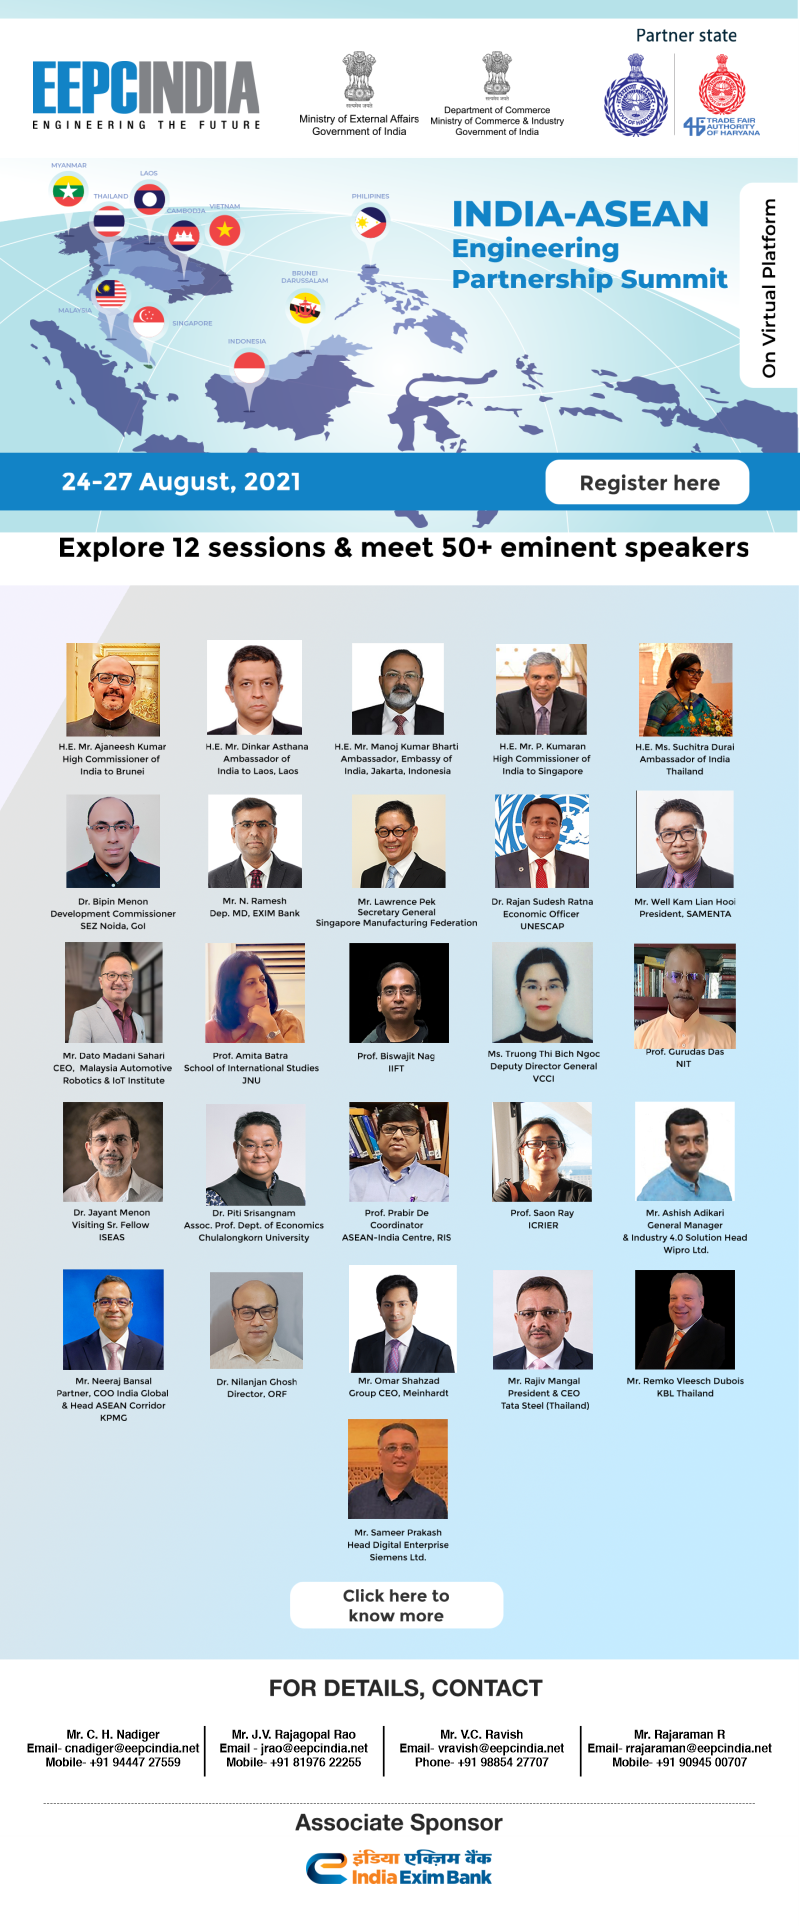 Partner state
EEPCINDIA
ENGINEERING THE FUTURE
सत्यमेव जयते
Ministry of External Affairs
Government of India
सत्यमेव जयते
Department of Commerce
Ministry of Commerce & Industry
Government of India
TRADE FAIR
AUTHORITY
OF HARYANA
MYANMAR
LAOS
THAILAND
CAMBODJA
VIETNAM
PHILIPINES
BRUNEI
DARUSSALAM
MALAYSIA
SINGAPORE
INDONESIA
INDIA-ASEAN
Engineering
Partnership Summit
On Virtual Platform
24-27 August, 2021
Register here
Explore 12 sessions & meet 50+ eminent speakers
H.E. Mr. Ajaneesh Kumar
High Commissioner of
India to Brunei
H.E. Mr. Dinkar Asthana
Ambassador of
India to Laos, Laos
H.E. Mr. Manoj Kumar Bharti
Ambassador, Embassy of
India, Jakarta, Indonesia
H.E. Mr. P. Kumaran
High Commissioner of
India to Singapore
H.E. Ms. Suchitra Durai
Ambassador of India
Thailand
Dr. Bipin Menon
Development Commissioner
SEZ Noida, GoI
Mr. N. Ramesh
Dep. MD, EXIM Bank
Mr. Lawrence Pek
Secretary General
Singapore Manufacturing Federation
Dr. Rajan Sudesh Ratna
Economic Officer
UNESCAP
Mr. Well Kam Lian Hooi
President, SAMENTA
Mr. Dato Madani Sahari
CEO, Malaysia Automotive
Robotics & IoT Institute
Prof. Amita Batra
School of International Studies
JNU
Prof. Biswajit Nag
IIFT
Ms. Truong Thi Bich Ngoc
Deputy Director General
VCCI
Prof. Gurudas Das
NIT
Dr. Jayant Menon
Visiting Sr. Fellow
ISEAS
Dr. Piti Srisangnam
Assoc. Prof. Dept. of Economics
Chulalongkorn University
Prof. Prabir De
Coordinator
ASEAN-India Centre, RIS
Prof. Saon Ray
ICRIER
Mr. Ashish Adikari
General Manager
& Industry 4.0 Solution Head
Wipro Ltd.
Mr. Neeraj Bansal
Partner, COO India Global
& Head ASEAN Corridor
KPMG
Dr. Nilanjan Ghosh
Director, ORF
Mr. Omar Shahzad
Group CEO, Meinhardt
Mr. Rajiv Mangal
President & CEO
Tata Steel (Thailand)
Mr. Remko Vleesch Dubois
KBL Thailand
Mr. Sameer Prakash
Head Digital Enterprise
Siemens Ltd.
Click here to
know more
FOR DETAILS, CONTACT
Mr. C. H. Nadiger
Email- cnadiger@eepcindia.net
Mobile- +91 94447 27559
Mr. J.V. Rajagopal Rao
Email - jrao@eepcindia.net
Mobile- +91 81976 22255
Mr. V.C. Ravish
Email- vravish@eepcindia.net
Phone- +91 98854 27707
Mr. Rajaraman R
Email- rrajaraman@eepcindia.net
Mobile- +91 90945 00707
Associate Sponsor
इंडिया एक्ज़िम बैंक
India Exim Bank